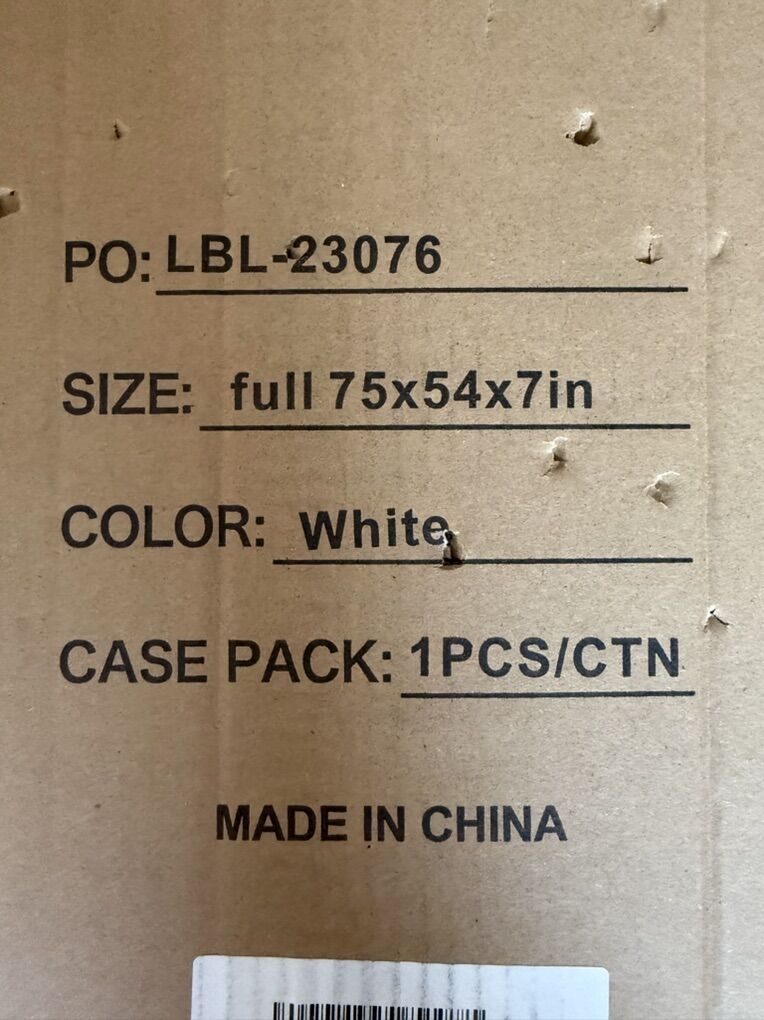 PO: LBL-23076
SIZE: full 75x54x7in
COLOR: White
CASE PACK: 1PCS/CTN
MADE IN CHINA